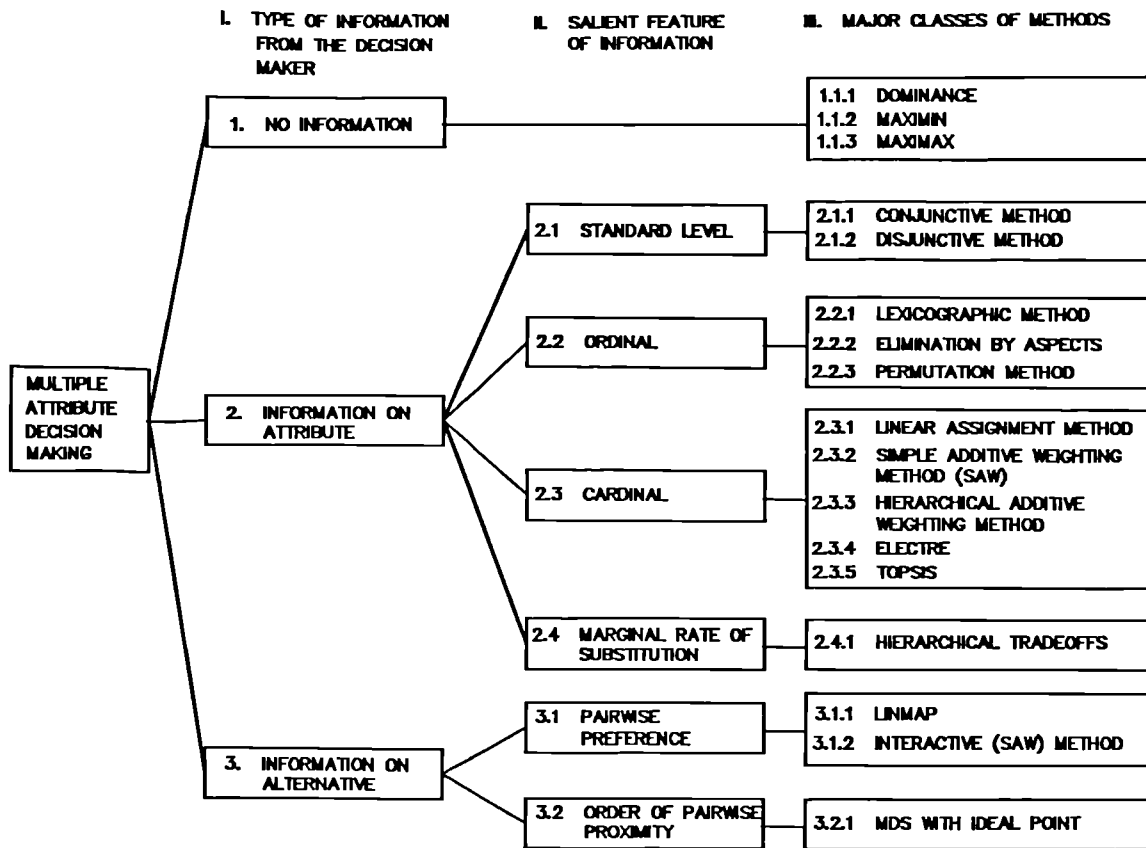 I. TYPE OF INFORMATION
FROM THE DECISION
MAKER
II. SALIENT FEATURE
OF INFORMATION
III. MAJOR CLASSES OF METHODS
MULTIPLE
ATTRIBUTE
DECISION
MAKING
1. NO INFORMATION
1.1.1 DOMINANCE
1.1.2 MAXIMIN
1.1.3 MAXIMAX
2. INFORMATION ON
ATTRIBUTE
2.1 STANDARD LEVEL
2.1.1 CONJUNCTIVE METHOD
2.1.2 DISJUNCTIVE METHOD
2.2 ORDINAL
2.2.1 LEXICOGRAPHIC METHOD
2.2.2 ELIMINATION BY ASPECTS
2.2.3 PERMUTATION METHOD
2.3 CARDINAL
2.3.1 LINEAR ASSIGNMENT METHOD
2.3.2 SIMPLE ADDITIVE WEIGHTING
METHOD (SAW)
2.3.3 HIERARCHICAL ADDITIVE
WEIGHTING METHOD
2.3.4 ELECTRE
2.3.5 TOPSIS
2.4 MARGINAL RATE OF
SUBSTITUTION
2.4.1 HIERARCHICAL TRADEOFFS
3. INFORMATION ON
ALTERNATIVE
3.1 PAIRWISE
PREFERENCE
3.1.1 LINMAP
3.1.2 INTERACTIVE (SAW) METHOD
3.2 ORDER OF PAIRWISE
PROXIMITY
3.2.1 MDS WITH IDEAL POINT